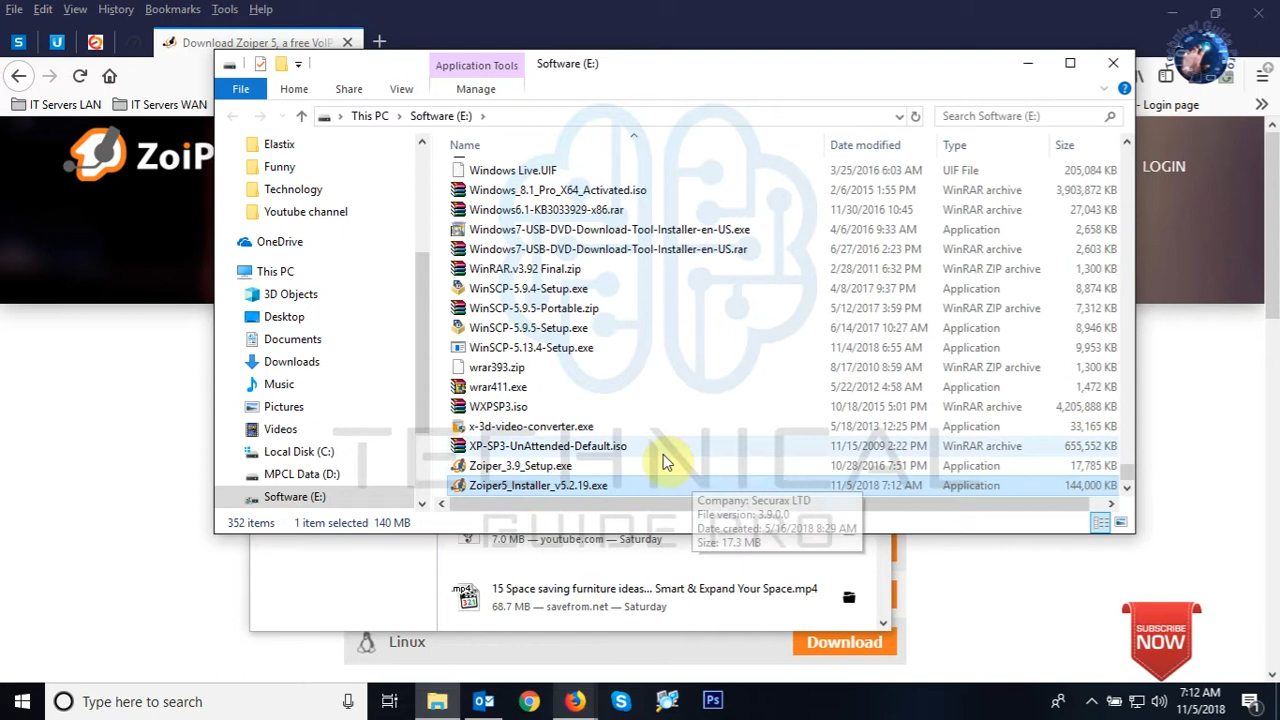 File View History Bookmarks Tools Help
Download Zoiper 5, a free VoIP
IT Servers LAN IT Servers WAN - Login page
ZoiP LOGIN
Application Tools Software (E:)
File Home Share View Manage
This PC Software (E:) Search Software (E:)
Elastix
Funny
Technology
Youtube channel
OneDrive
This PC
3D Objects
Desktop
Documents
Downloads
Music
Pictures
Videos
Local Disk (C:)
MPCL Data (D:)
Software (E:)
Name Date modified Type Size
Windows Live.UIF 3/25/2016 6:03 AM UIF File 205,084 KB
Windows_8.1_Pro_X64_Activated.iso 2/6/2015 1:55 PM WinRAR archive 3,903,872 KB
Windows6.1-KB3033929-x86.rar 11/30/2016 10:45 WinRAR archive 27,043 KB
Windows7-USB-DVD-Download-Tool-Installer-en-US.exe 4/6/2016 9:33 AM Application 2,658 KB
Windows7-USB-DVD-Download-Tool-Installer-en-US.rar 6/27/2016 2:23 PM WinRAR archive 2,603 KB
WinRAR.v3.92 Final.zip 2/28/2011 6:32 PM WinRAR ZIP archive 1,300 KB
WinSCP-5.9.4-Setup.exe 4/8/2017 9:37 PM Application 8,874 KB
WinSCP-5.9.5-Portable.zip 5/12/2017 3:59 PM WinRAR ZIP archive 7,312 KB
WinSCP-5.9.5-Setup.exe 6/14/2017 10:27 AM Application 8,946 KB
WinSCP-5.13.4-Setup.exe 11/4/2018 6:55 AM Application 9,953 KB
wrar393.zip 8/17/2010 8:59 AM WinRAR ZIP archive 1,300 KB
wrar411.exe 5/22/2012 4:58 AM Application 1,472 KB
WXPSP3.iso 10/18/2015 5:01 PM WinRAR archive 4,205,888 KB
x-3d-video-converter.exe 5/18/2013 12:25 PM Application 33,165 KB
XP-SP3-UnAttended-Default.iso 11/15/2009 2:22 PM WinRAR archive 655,552 KB
Zoiper_3.9_Setup.exe 10/28/2016 7:51 PM Application 17,785 KB
Zoiper5_Installer_v5.2.19.exe 11/5/2018 7:12 AM Application 144,000 KB
Company: Securax LTD
File version: 3.9.0.0
Date created: 5/16/2018 8:29 AM
Size: 17.3 MB
352 items 1 item selected 140 MB
TECHNICAL
GUIDE PRO
7.0 MB — youtube.com — Saturday
15 Space saving furniture ideas... Smart & Expand Your Space.mp4
68.7 MB — savefrom.net — Saturday
Linux Download
SUBSCRIBE
NOW
Type here to search
7:12 AM
11/5/2018